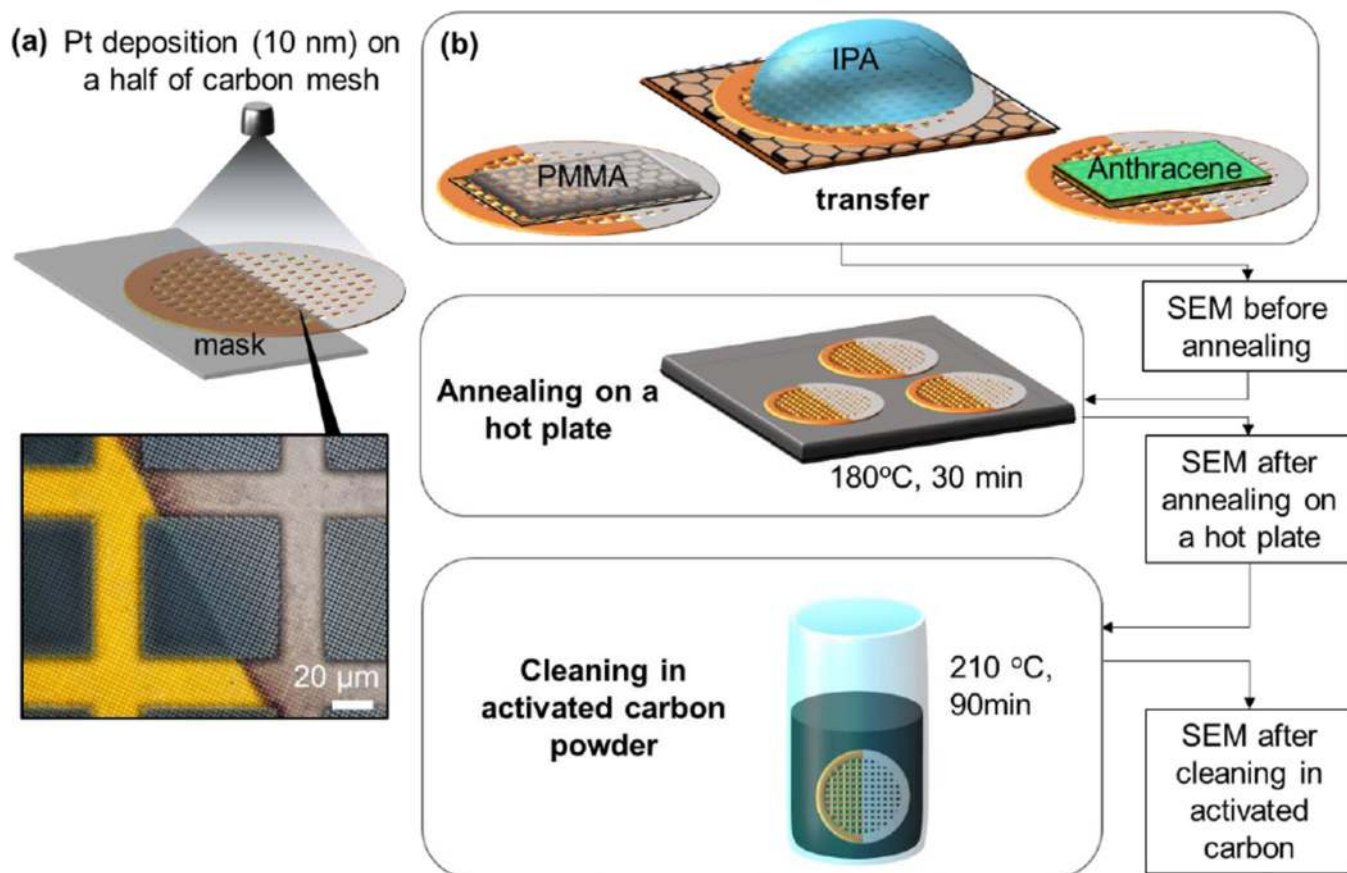 (a) Pt deposition (10 nm) on
a half of carbon mesh
mask
20 µm
(b)
IPA
PMMA
Anthracene
transfer
SEM before
annealing
Annealing on a
hot plate
180°C, 30 min
SEM after
annealing on
a hot plate
Cleaning in
activated carbon
powder
210 °C,
90min
SEM after
cleaning in
activated
carbon